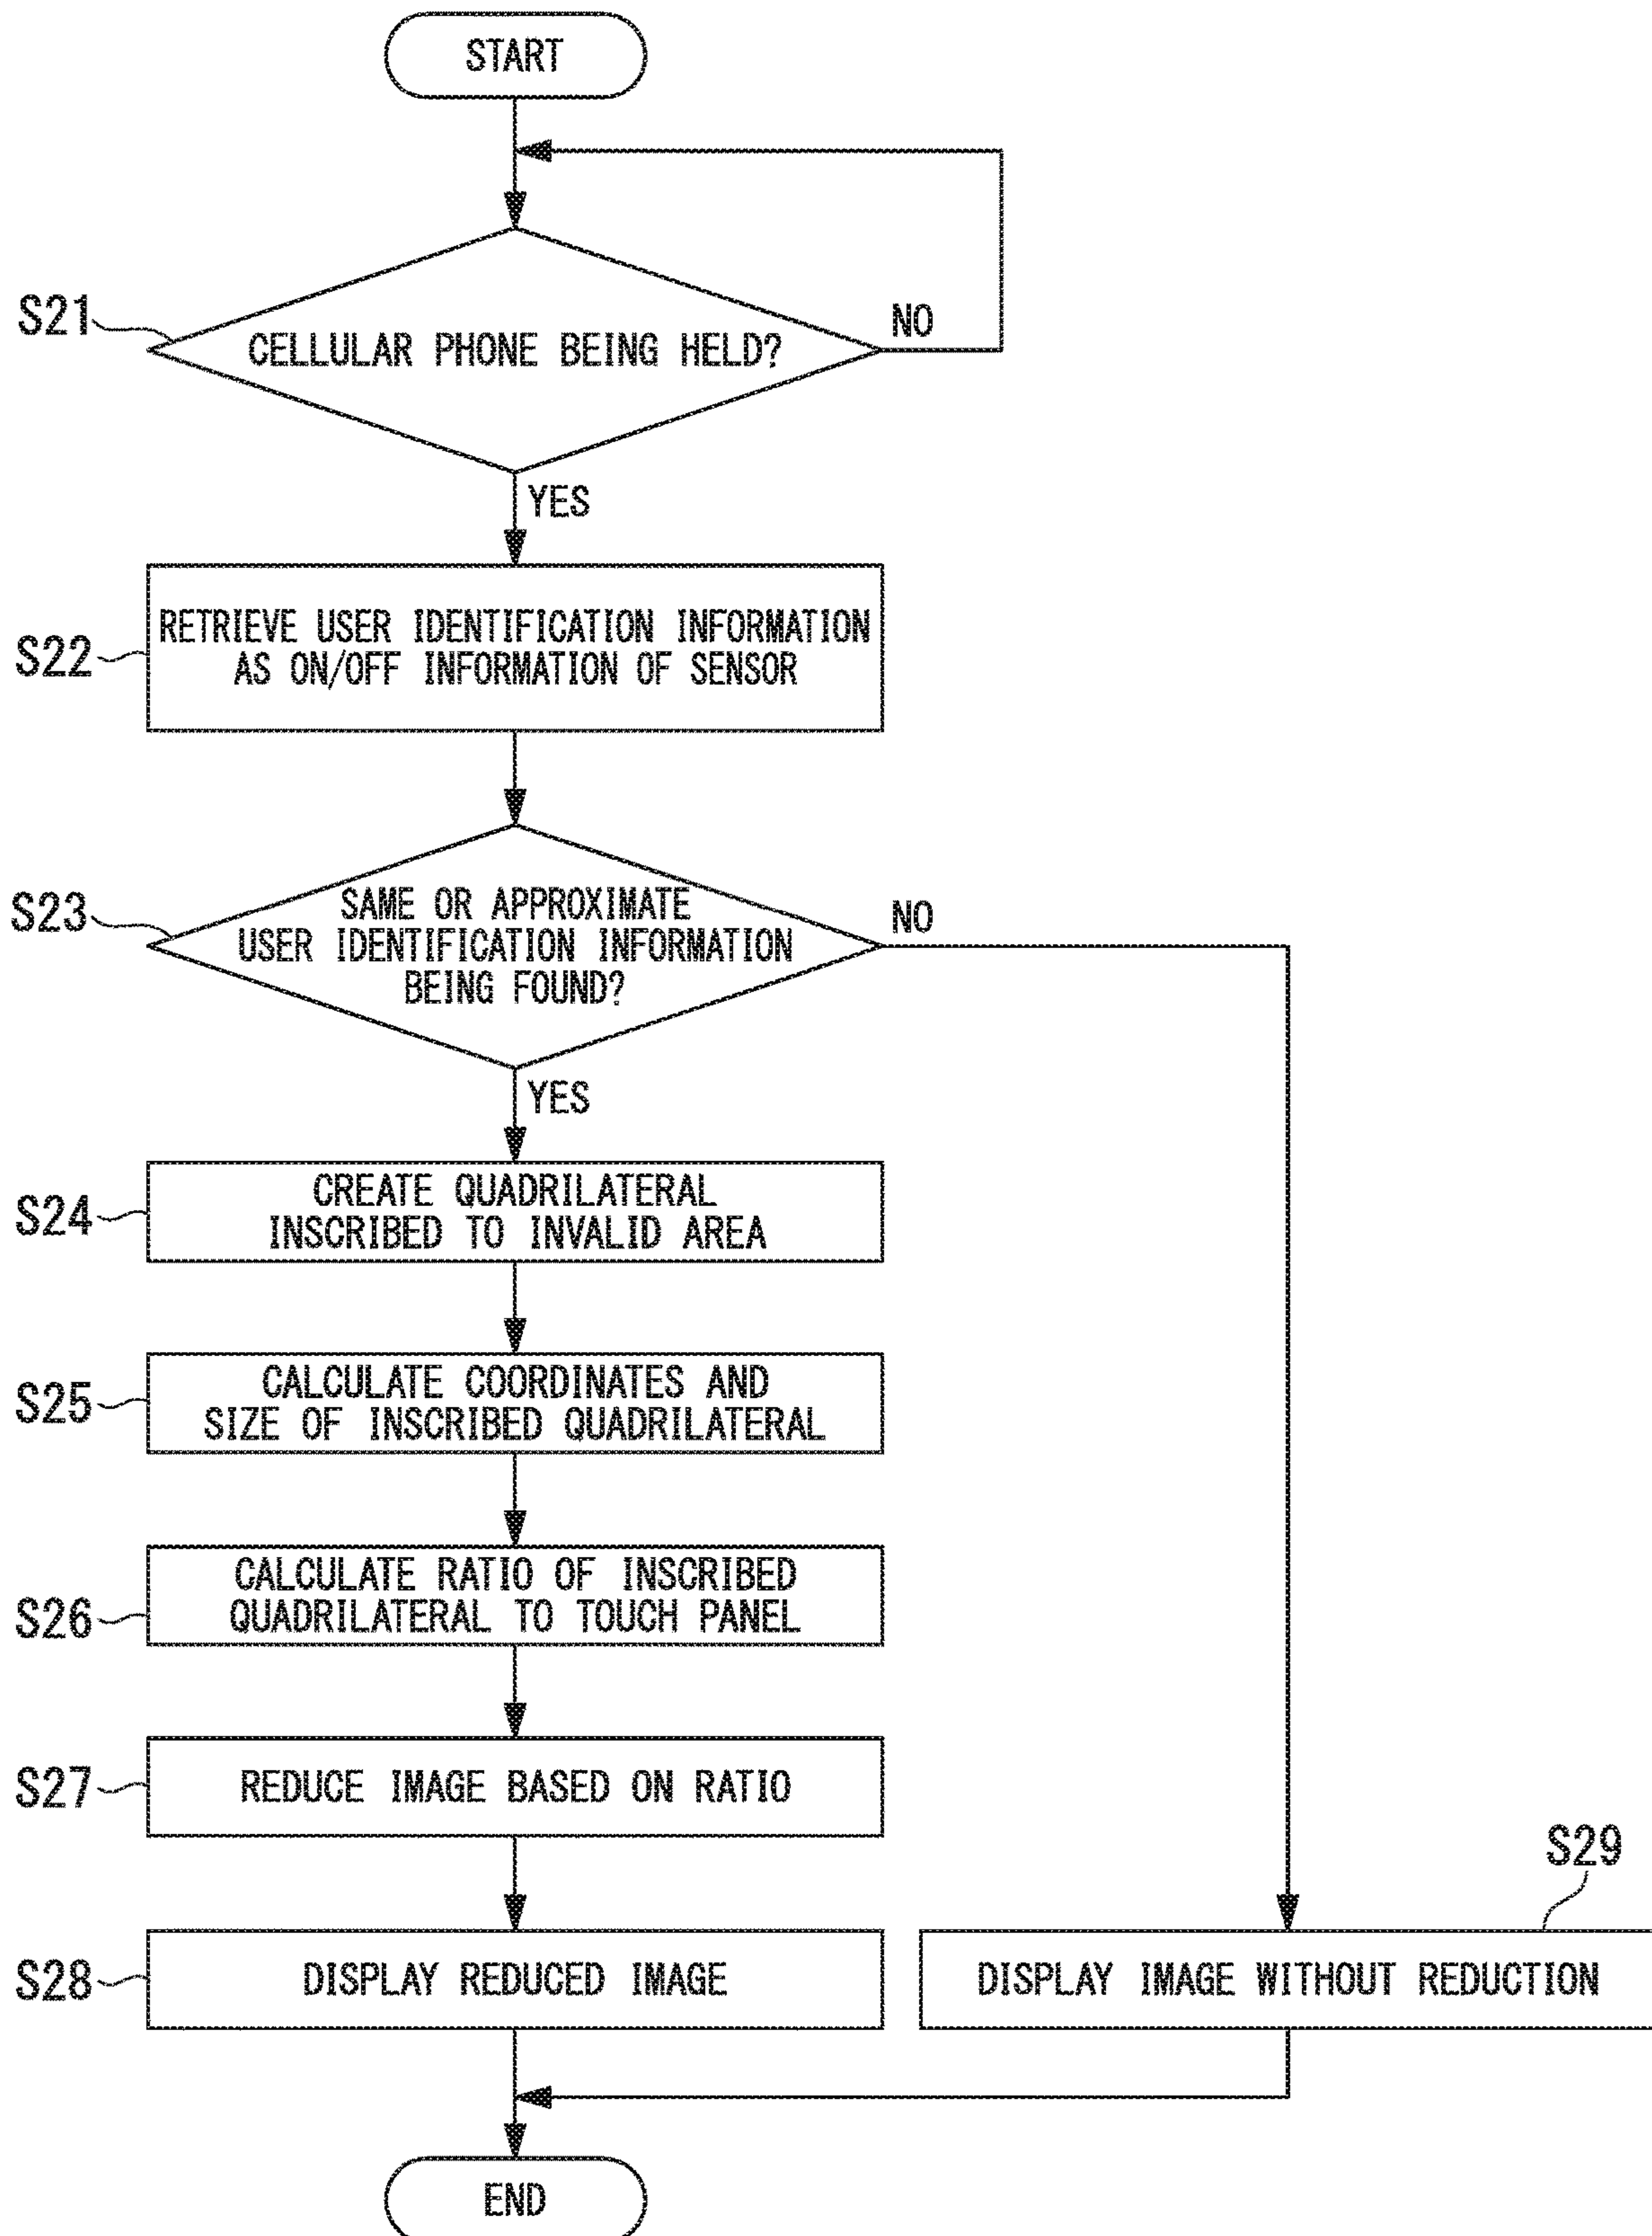 START
S21
CELLULAR PHONE BEING HELD?
NO
YES
S22
RETRIEVE USER IDENTIFICATION INFORMATION
AS ON/OFF INFORMATION OF SENSOR
S23
SAME OR APPROXIMATE
USER IDENTIFICATION INFORMATION
BEING FOUND?
NO
YES
S24
CREATE QUADRILATERAL
INSCRIBED TO INVALID AREA
S25
CALCULATE COORDINATES AND
SIZE OF INSCRIBED QUADRILATERAL
S26
CALCULATE RATIO OF INSCRIBED
QUADRILATERAL TO TOUCH PANEL
S27
REDUCE IMAGE BASED ON RATIO
S28
DISPLAY REDUCED IMAGE
S29
DISPLAY IMAGE WITHOUT REDUCTION
END